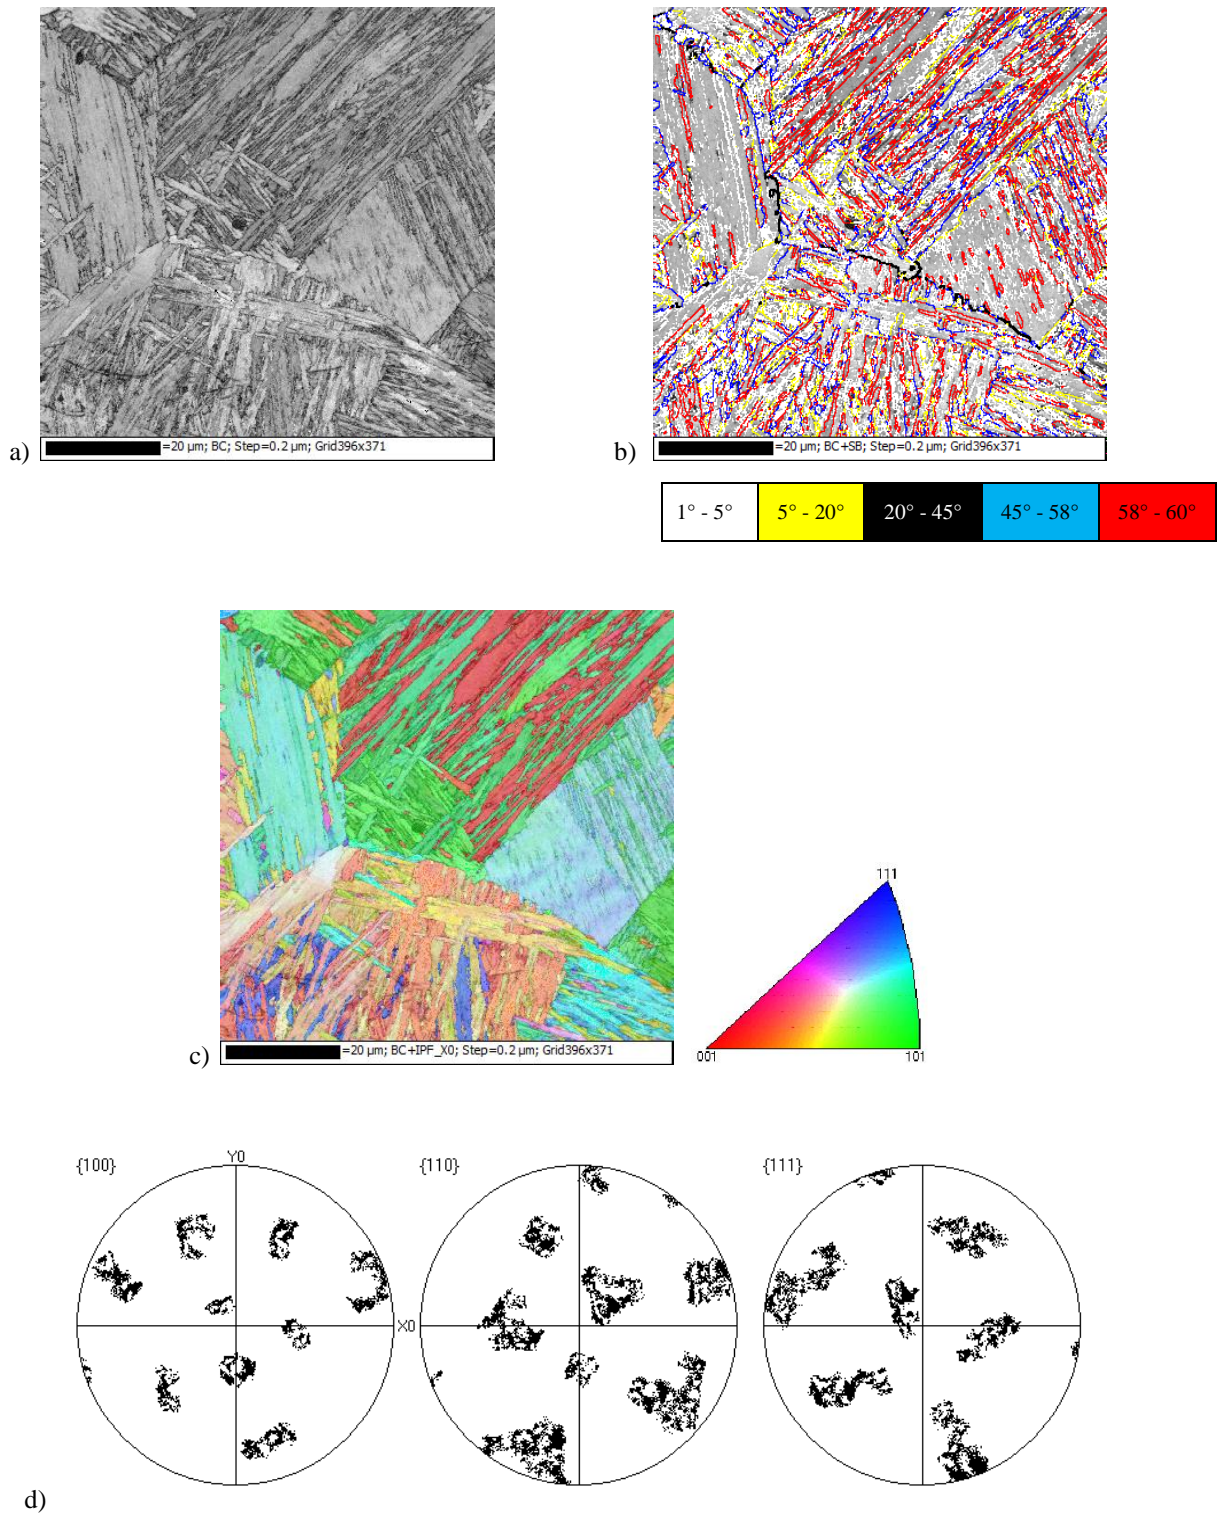 a)
=20 µm; BC; Step=0.2 µm; Grid396x371
b)
=20 µm; BC+SB; Step=0.2 µm; Grid396x371
1° - 5° 5° - 20° 20° - 45° 45° - 58° 58° - 60°
c)
=20 µm; BC+IPF_X0; Step=0.2 µm; Grid396x371
111
001 101
{100} Y0 {110} {111}
X0
d)